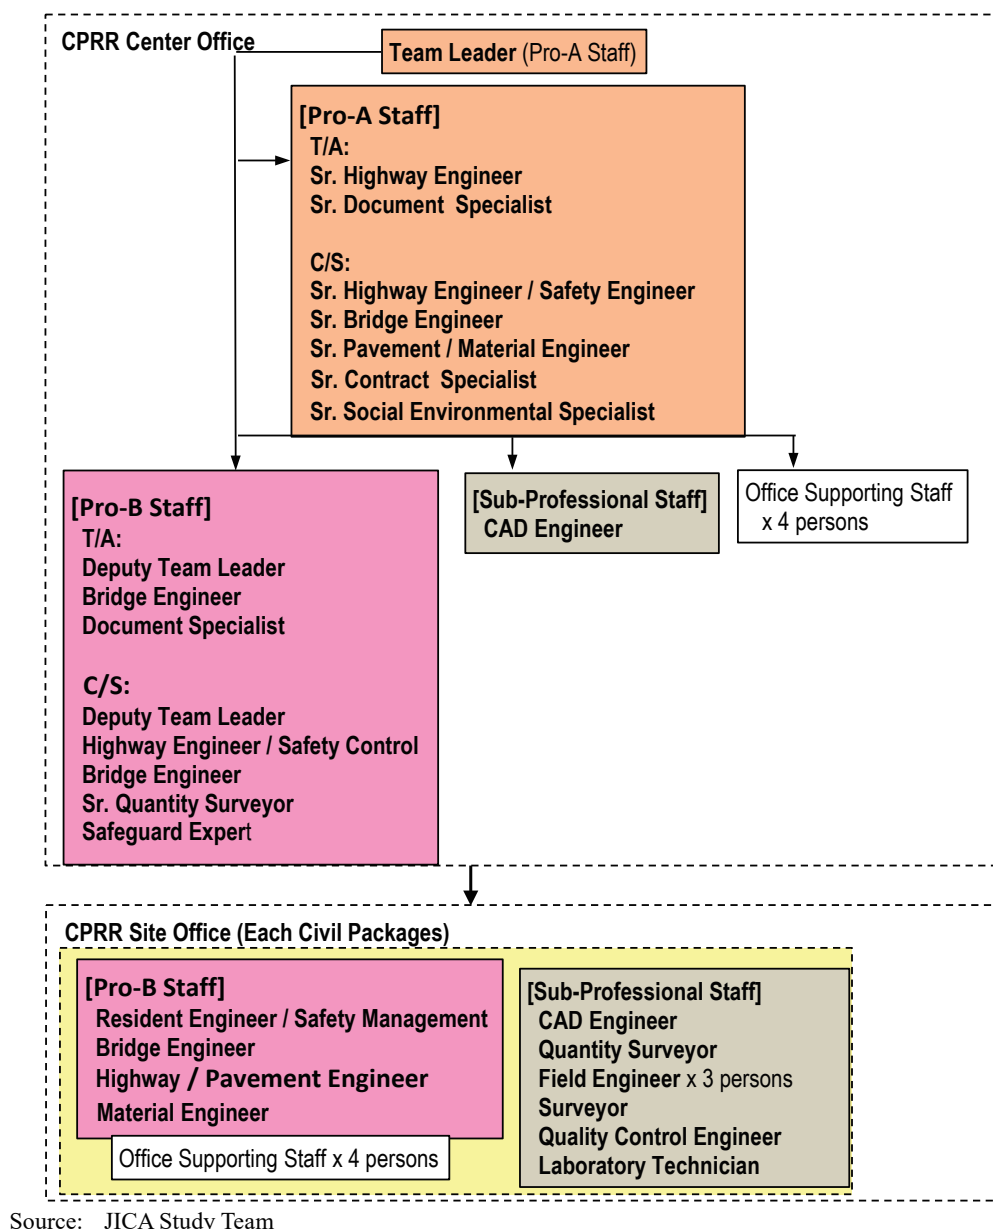 CPRR Center Office
Team Leader (Pro-A Staff)
[Pro-A Staff]
T/A:
Sr. Highway Engineer
Sr. Document Specialist
C/S:
Sr. Highway Engineer / Safety Engineer
Sr. Bridge Engineer
Sr. Pavement / Material Engineer
Sr. Contract Specialist
Sr. Social Environmental Specialist
[Pro-B Staff]
T/A:
Deputy Team Leader
Bridge Engineer
Document Specialist
C/S:
Deputy Team Leader
Highway Engineer / Safety Control
Bridge Engineer
Sr. Quantity Surveyor
Safeguard Expert
[Sub-Professional Staff]
CAD Engineer
Office Supporting Staff
x 4 persons
CPRR Site Office (Each Civil Packages)
[Pro-B Staff]
Resident Engineer / Safety Management
Bridge Engineer
Highway / Pavement Engineer
Material Engineer
Office Supporting Staff x 4 persons
[Sub-Professional Staff]
CAD Engineer
Quantity Surveyor
Field Engineer x 3 persons
Surveyor
Quality Control Engineer
Laboratory Technician
Source: JICA Study Team